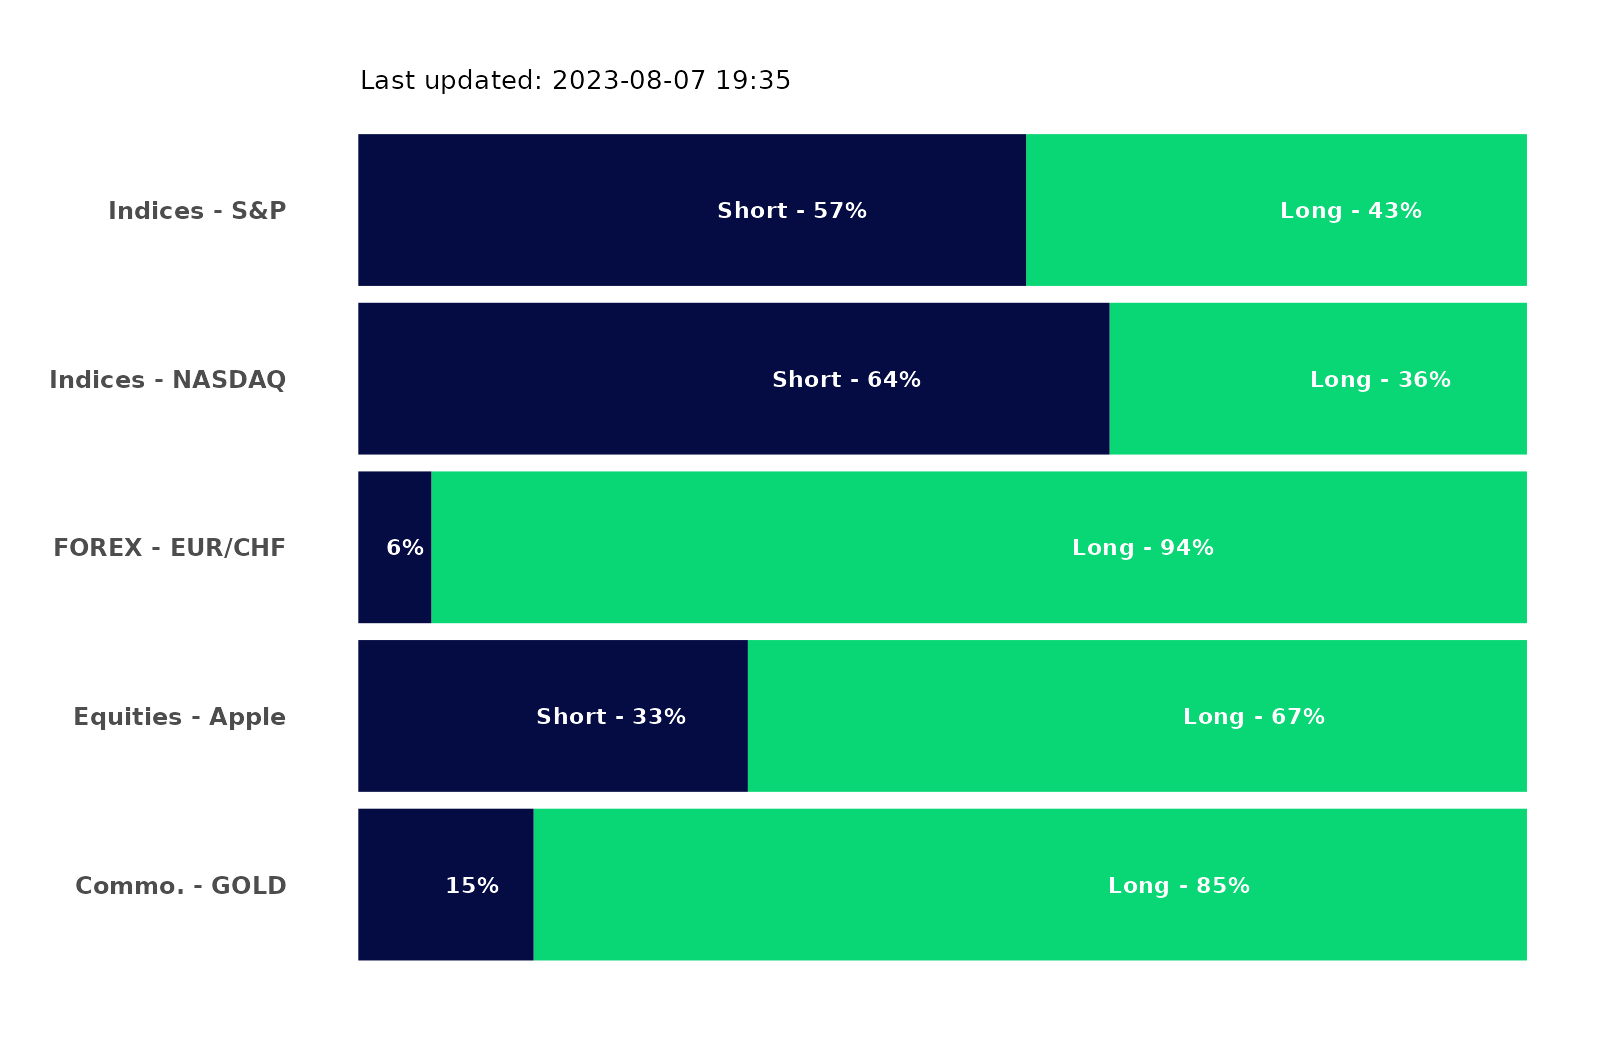 Last updated: 2023-08-07 19:35
Indices - S&P Short - 57% Long - 43%
Indices - NASDAQ Short - 64% Long - 36%
FOREX - EUR/CHF 6% Long - 94%
Equities - Apple Short - 33% Long - 67%
Commo. - GOLD 15% Long - 85%